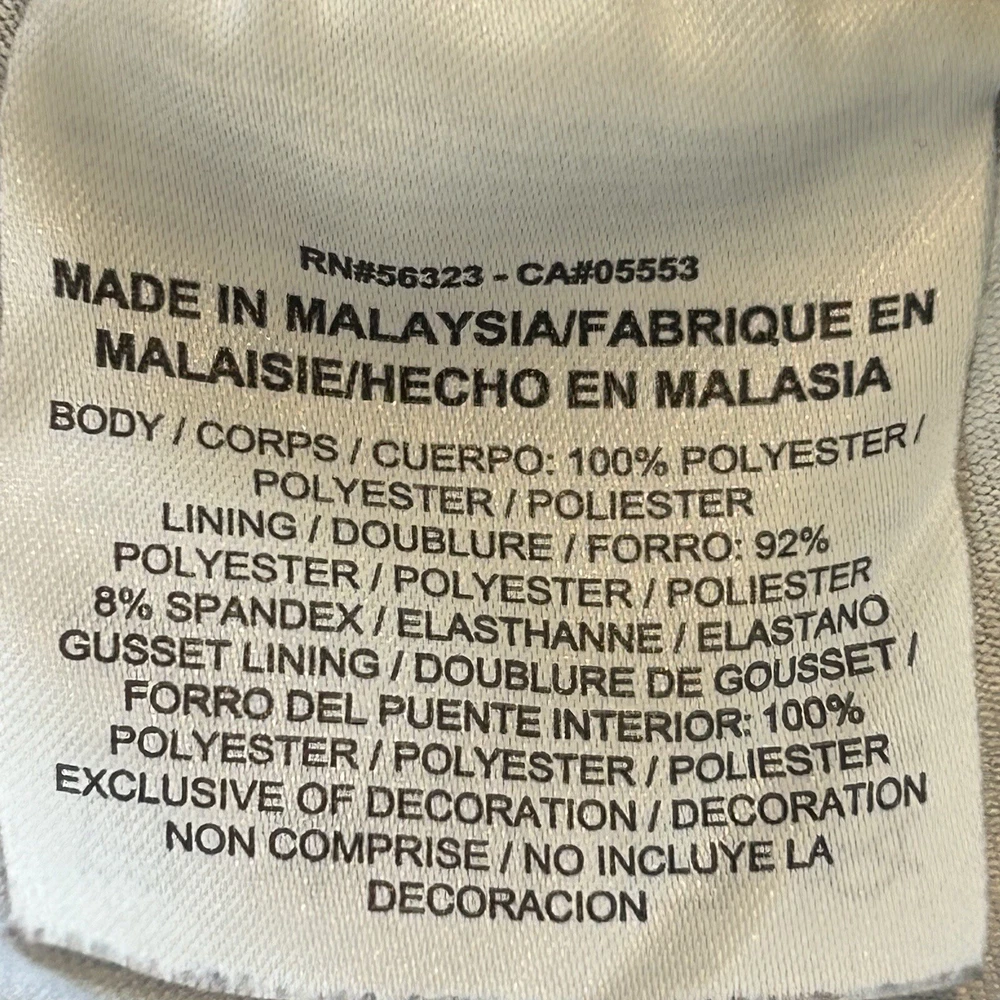 RN#56323 - CA#05553
MADE IN MALAYSIA/FABRIQUE EN
MALAISIE/HECHO EN MALASIA
BODY / CORPS / CUERPO: 100% POLYESTER /
POLYESTER / POLIESTER
LINING / DOUBLURE / FORRO: 92%
POLYESTER / POLYESTER / POLIESTER
8% SPANDEX / ELASTHANNE / ELASTANO
GUSSET LINING / DOUBLURE DE GOUSSET /
FORRO DEL PUENTE INTERIOR: 100%
POLYESTER / POLYESTER / POLIESTER
EXCLUSIVE OF DECORATION / DECORATION
NON COMPRISE / NO INCLUYE LA
DECORACION